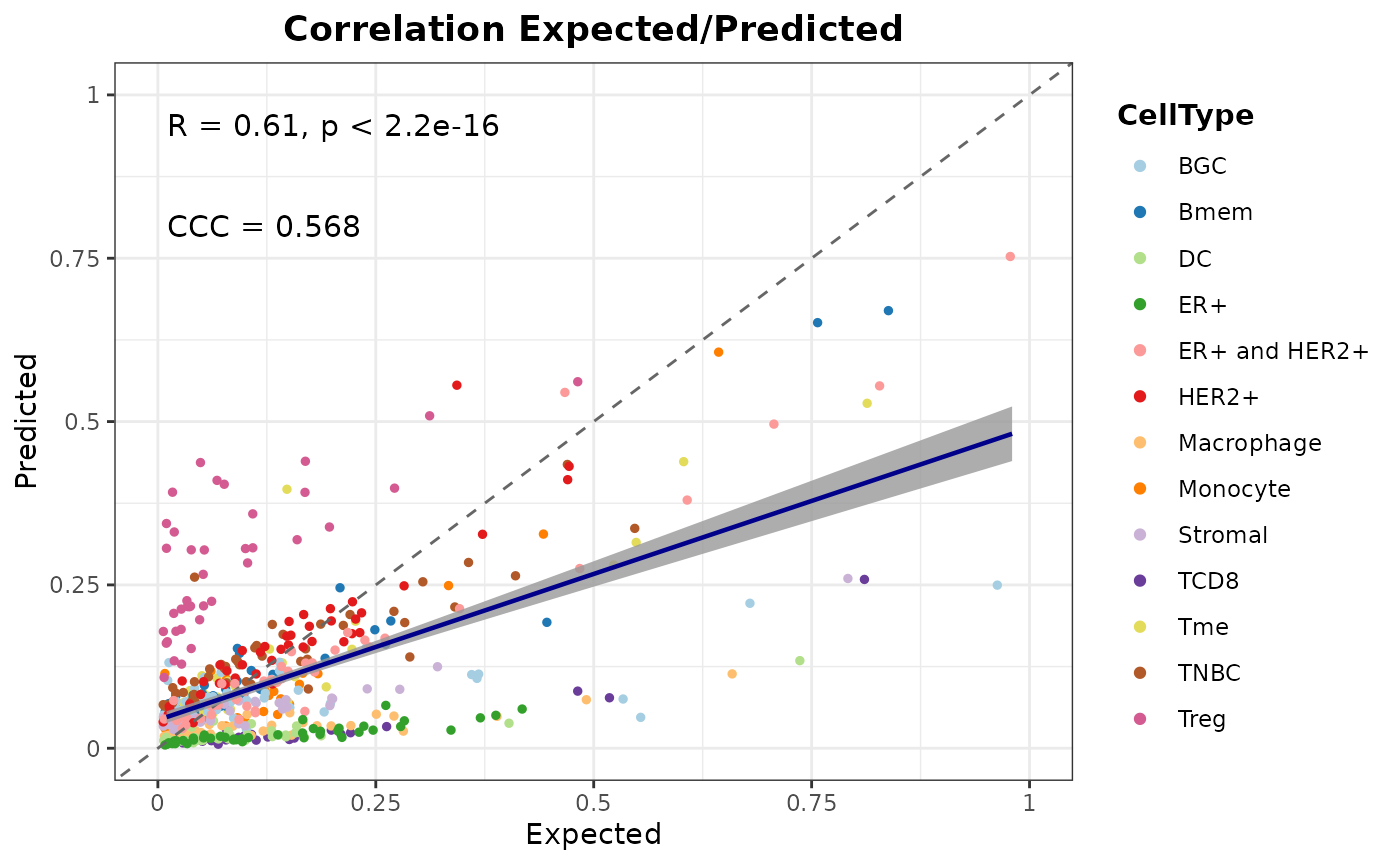 Correlation Expected/Predicted
R = 0.61, p < 2.2e-16
CCC = 0.568
Predicted
1
0.75
0.5
0.25
0
0
0.25
0.5
0.75
1
Expected
CellType
BGC
Bmem
DC
ER+
ER+ and HER2+
HER2+
Macrophage
Monocyte
Stromal
TCD8
Tme
TNBC
Treg